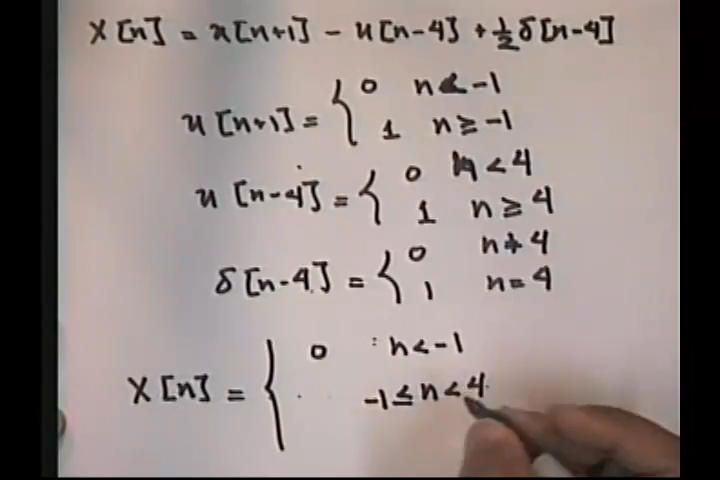 x[n] = u[n+1] - u[n-4] + ½ δ[n-4]
u[n+1] = { 0 n < -1
1 n ≥ -1
u[n-4] = { 0 n < 4
1 n ≥ 4
δ[n-4] = { 0 n ≠ 4
1 n = 4
x[n] = { 0 n < -1
-1 ≤ n < 4